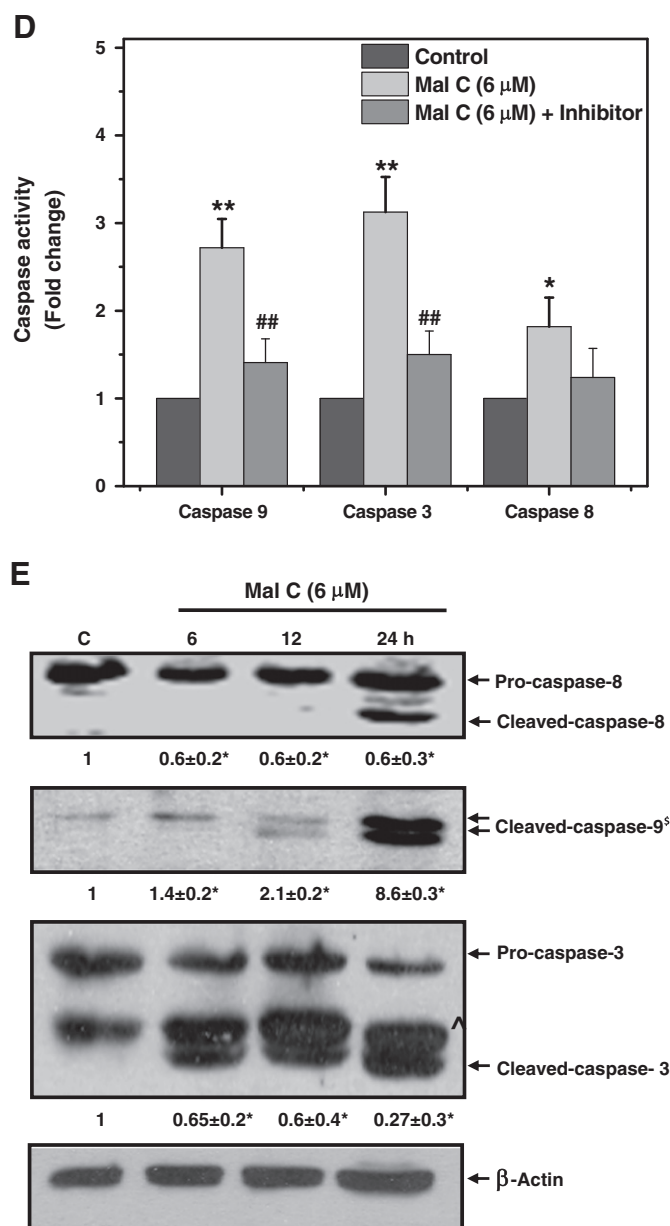 D
5
4
3
2
1
0
Caspase activity
(Fold change)
Control
Mal C (6 μM)
Mal C (6 μM) + Inhibitor
**
##
**
##
*
Caspase 9
Caspase 3
Caspase 8
E
Mal C (6 μM)
C 6 12 24 h
Pro-caspase-8
Cleaved-caspase-8
1 0.6±0.2* 0.6±0.2* 0.6±0.3*
Cleaved-caspase-9$
1 1.4±0.2* 2.1±0.2* 8.6±0.3*
Pro-caspase-3
^
Cleaved-caspase- 3
1 0.65±0.2* 0.6±0.4* 0.27±0.3*
β-Actin